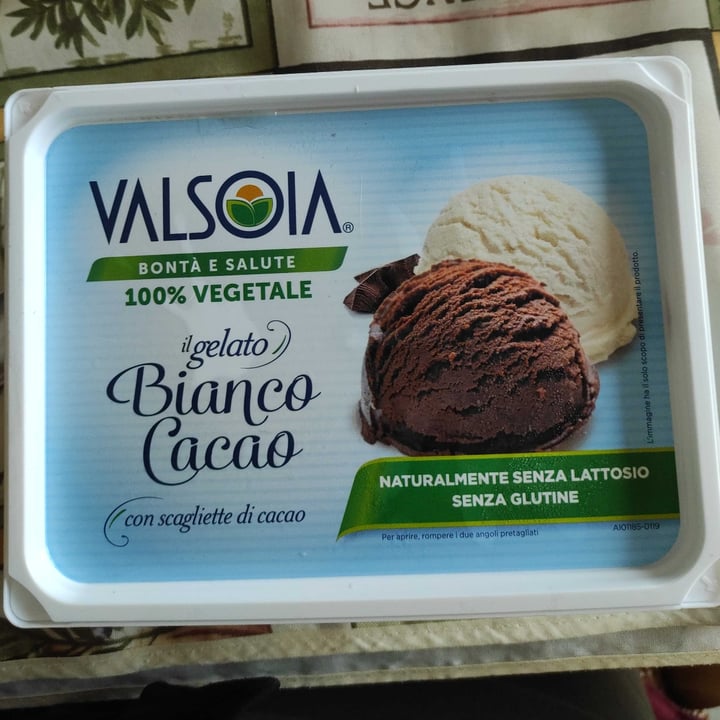 ENCE
VALSOIA®
BONTÀ E SALUTE
100% VEGETALE
il gelato
Bianco
Cacao
con scagliette di cacao
NATURALMENTE SENZA LATTOSIO
SENZA GLUTINE
Per aprire, rompere i due angoli pretagliati
AI01185-0119
L'immagine ha il solo scopo di presentare il prodotto.